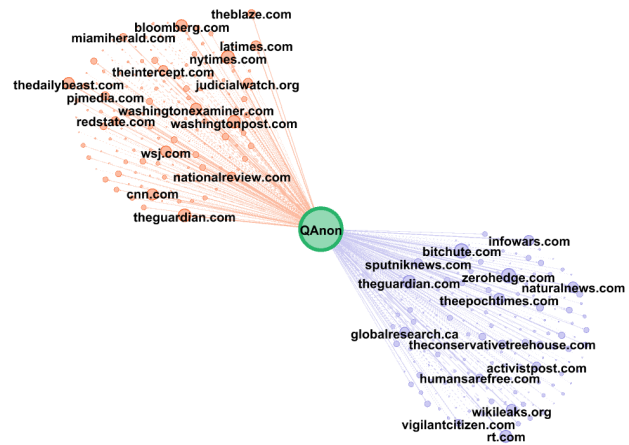 theblaze.com
bloomberg.com
miamiherald.com
latimes.com
nytimes.com
theintercept.com
thedailybeast.com
judicialwatch.org
pjmedia.com
washingtonexaminer.com
redstate.com
washingtonpost.com
wsj.com
nationalreview.com
cnn.com
theguardian.com
QAnon
infowars.com
bitchute.com
sputniknews.com
zerohedge.com
theguardian.com
naturalnews.com
theepochtimes.com
globalresearch.ca
theconservativetreehouse.com
activistpost.com
humansarefree.com
wikileaks.org
vigilantcitizen.com
rt.com